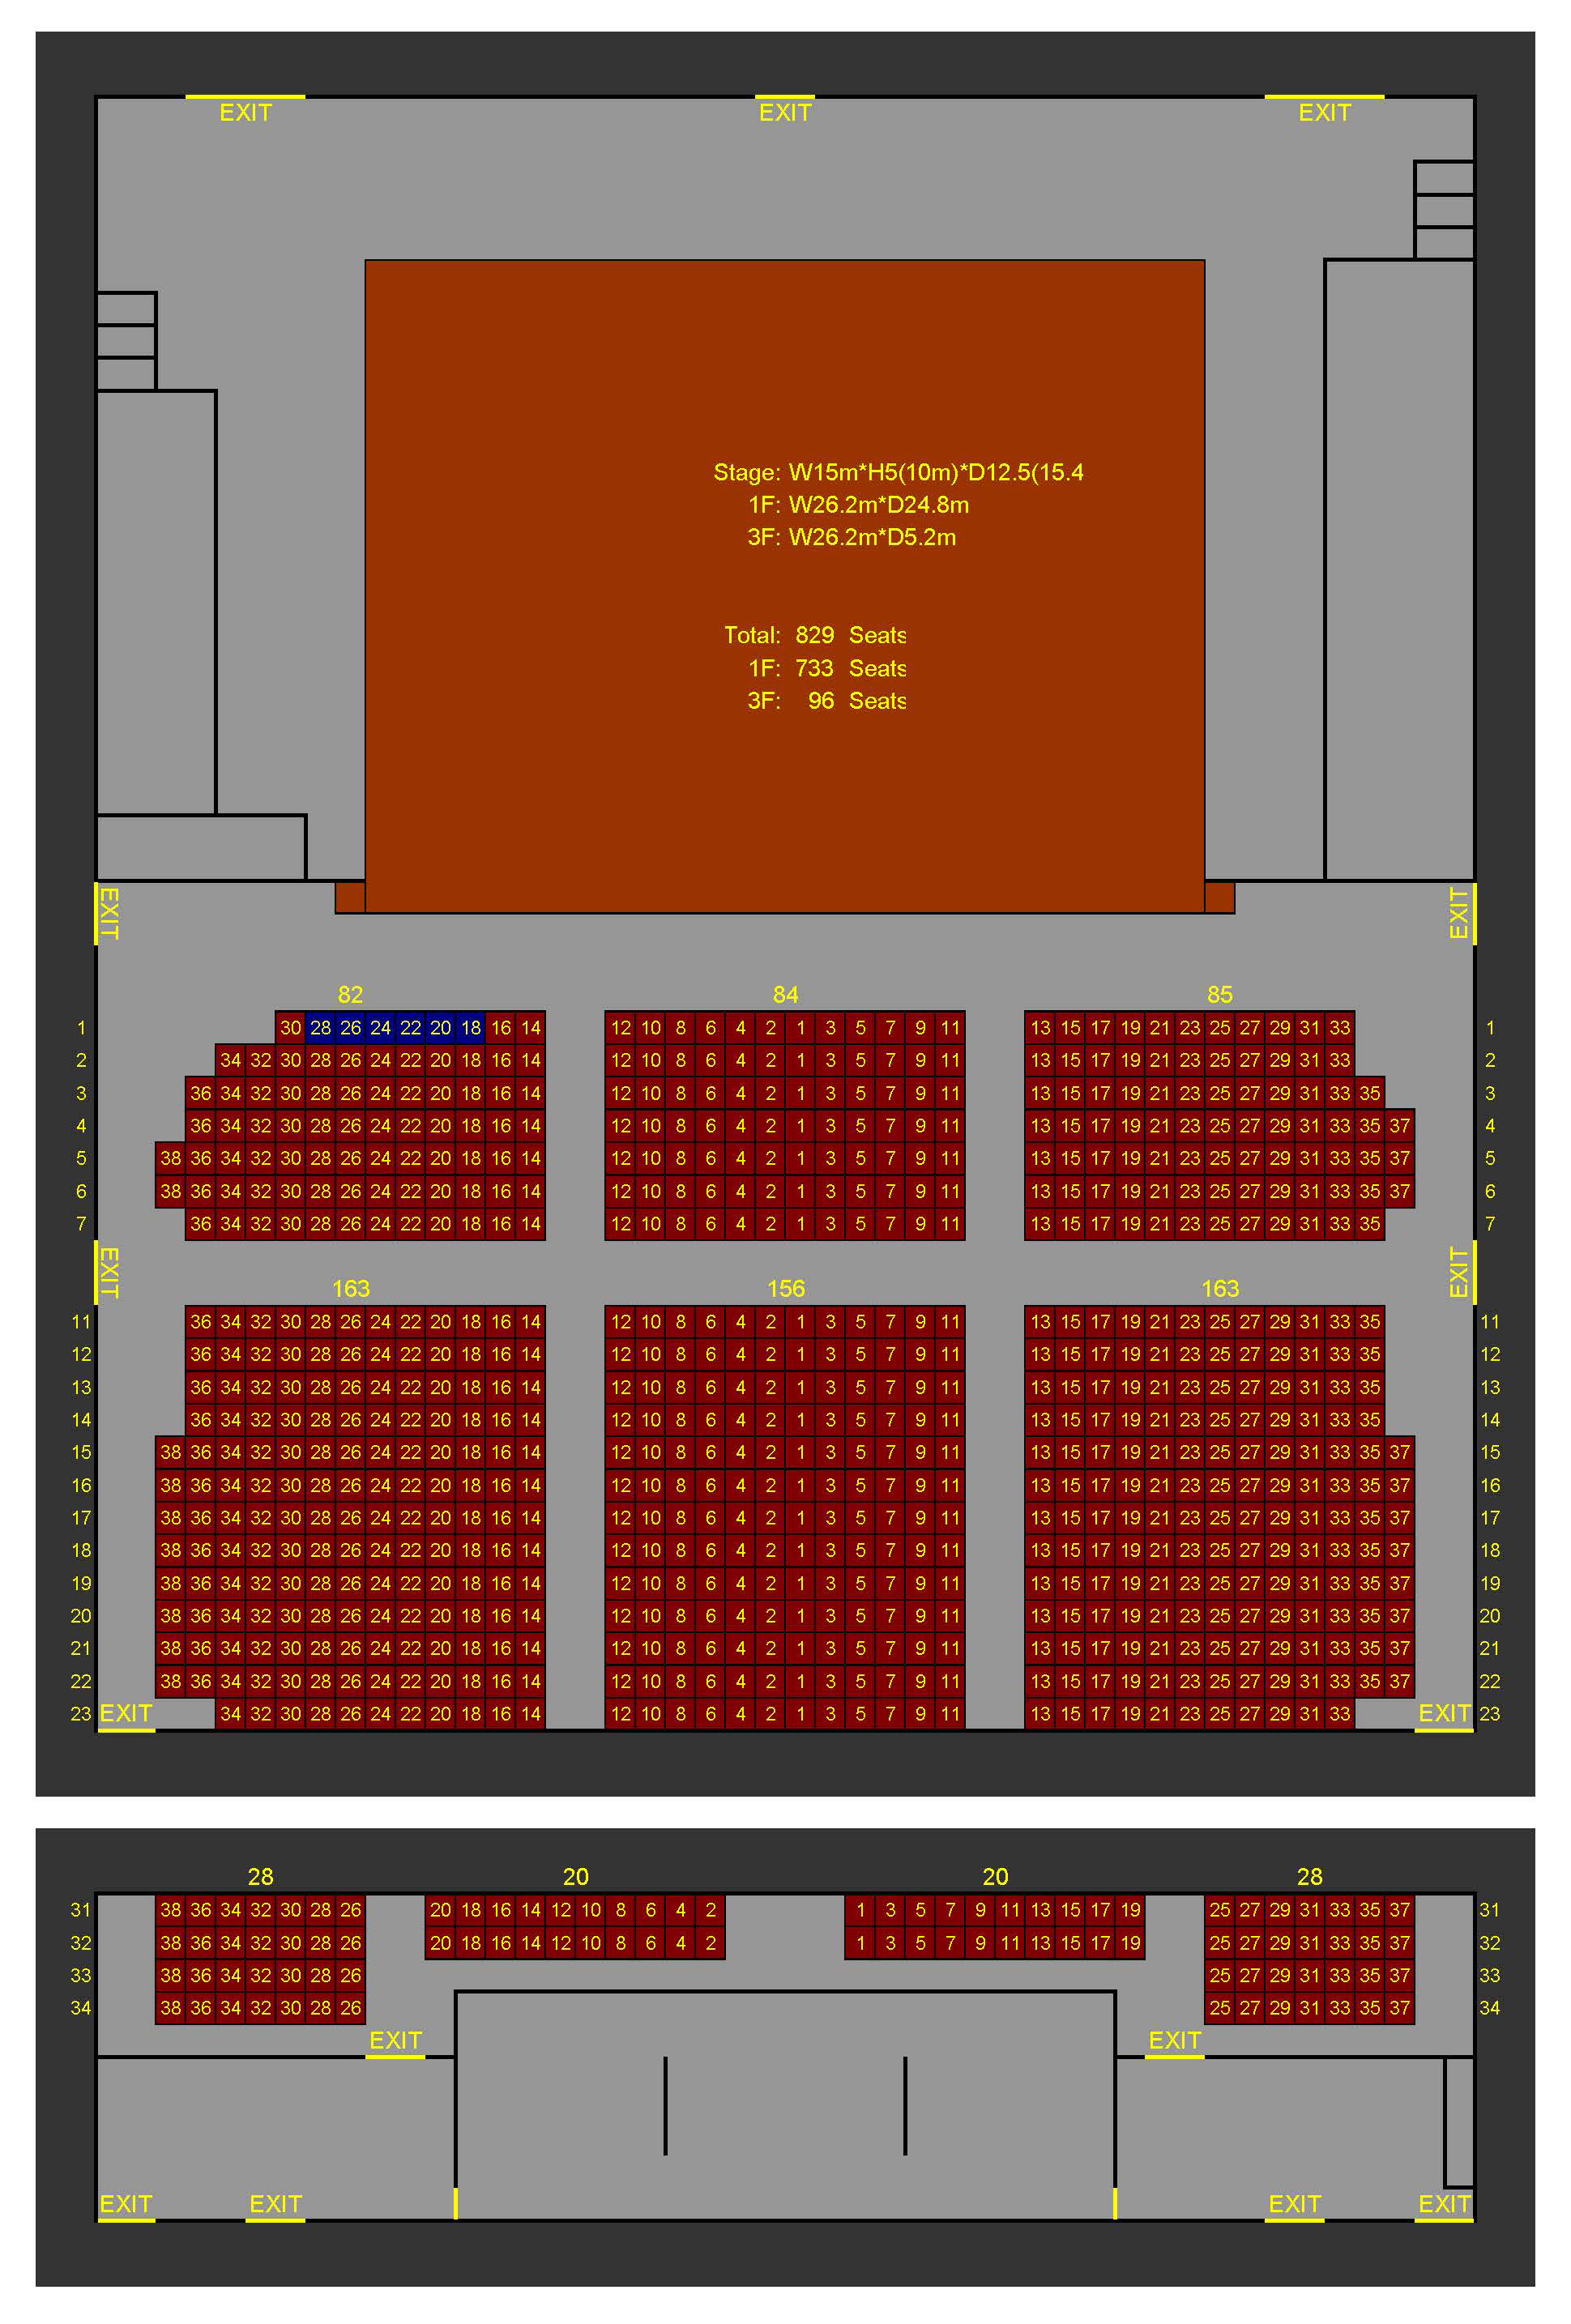 EXIT EXIT EXIT
Stage: W15m*H5(10m)*D12.5(15.4
1F: W26.2m*D24.8m
3F: W26.2m*D5.2m
Total: 829 Seats
1F: 733 Seats
3F: 96 Seats
EXIT EXIT
82 84 85
1 30 28 26 24 22 20 18 16 14 12 10 8 6 4 2 1 3 5 7 9 11 13 15 17 19 21 23 25 27 29 31 33 1
2 34 32 30 28 26 24 22 20 18 16 14 12 10 8 6 4 2 1 3 5 7 9 11 13 15 17 19 21 23 25 27 29 31 33 2
3 36 34 32 30 28 26 24 22 20 18 16 14 12 10 8 6 4 2 1 3 5 7 9 11 13 15 17 19 21 23 25 27 29 31 33 35 3
4 36 34 32 30 28 26 24 22 20 18 16 14 12 10 8 6 4 2 1 3 5 7 9 11 13 15 17 19 21 23 25 27 29 31 33 35 37 4
5 38 36 34 32 30 28 26 24 22 20 18 16 14 12 10 8 6 4 2 1 3 5 7 9 11 13 15 17 19 21 23 25 27 29 31 33 35 37 5
6 38 36 34 32 30 28 26 24 22 20 18 16 14 12 10 8 6 4 2 1 3 5 7 9 11 13 15 17 19 21 23 25 27 29 31 33 35 37 6
7 36 34 32 30 28 26 24 22 20 18 16 14 12 10 8 6 4 2 1 3 5 7 9 11 13 15 17 19 21 23 25 27 29 31 33 35 7
EXIT EXIT
163 156 163
11 36 34 32 30 28 26 24 22 20 18 16 14 12 10 8 6 4 2 1 3 5 7 9 11 13 15 17 19 21 23 25 27 29 31 33 35 11
12 36 34 32 30 28 26 24 22 20 18 16 14 12 10 8 6 4 2 1 3 5 7 9 11 13 15 17 19 21 23 25 27 29 31 33 35 12
13 36 34 32 30 28 26 24 22 20 18 16 14 12 10 8 6 4 2 1 3 5 7 9 11 13 15 17 19 21 23 25 27 29 31 33 35 13
14 36 34 32 30 28 26 24 22 20 18 16 14 12 10 8 6 4 2 1 3 5 7 9 11 13 15 17 19 21 23 25 27 29 31 33 35 14
15 38 36 34 32 30 28 26 24 22 20 18 16 14 12 10 8 6 4 2 1 3 5 7 9 11 13 15 17 19 21 23 25 27 29 31 33 35 37 15
16 38 36 34 32 30 28 26 24 22 20 18 16 14 12 10 8 6 4 2 1 3 5 7 9 11 13 15 17 19 21 23 25 27 29 31 33 35 37 16
17 38 36 34 32 30 28 26 24 22 20 18 16 14 12 10 8 6 4 2 1 3 5 7 9 11 13 15 17 19 21 23 25 27 29 31 33 35 37 17
18 38 36 34 32 30 28 26 24 22 20 18 16 14 12 10 8 6 4 2 1 3 5 7 9 11 13 15 17 19 21 23 25 27 29 31 33 35 37 18
19 38 36 34 32 30 28 26 24 22 20 18 16 14 12 10 8 6 4 2 1 3 5 7 9 11 13 15 17 19 21 23 25 27 29 31 33 35 37 19
20 38 36 34 32 30 28 26 24 22 20 18 16 14 12 10 8 6 4 2 1 3 5 7 9 11 13 15 17 19 21 23 25 27 29 31 33 35 37 20
21 38 36 34 32 30 28 26 24 22 20 18 16 14 12 10 8 6 4 2 1 3 5 7 9 11 13 15 17 19 21 23 25 27 29 31 33 35 37 21
22 38 36 34 32 30 28 26 24 22 20 18 16 14 12 10 8 6 4 2 1 3 5 7 9 11 13 15 17 19 21 23 25 27 29 31 33 35 37 22
23 EXIT 34 32 30 28 26 24 22 20 18 16 14 12 10 8 6 4 2 1 3 5 7 9 11 13 15 17 19 21 23 25 27 29 31 33 EXIT 23
28 20 20 28
31 38 36 34 32 30 28 26 20 18 16 14 12 10 8 6 4 2 1 3 5 7 9 11 13 15 17 19 25 27 29 31 33 35 37 31
32 38 36 34 32 30 28 26 20 18 16 14 12 10 8 6 4 2 1 3 5 7 9 11 13 15 17 19 25 27 29 31 33 35 37 32
33 38 36 34 32 30 28 26 25 27 29 31 33 35 37 33
34 38 36 34 32 30 28 26 25 27 29 31 33 35 37 34
EXIT EXIT
EXIT EXIT EXIT EXIT